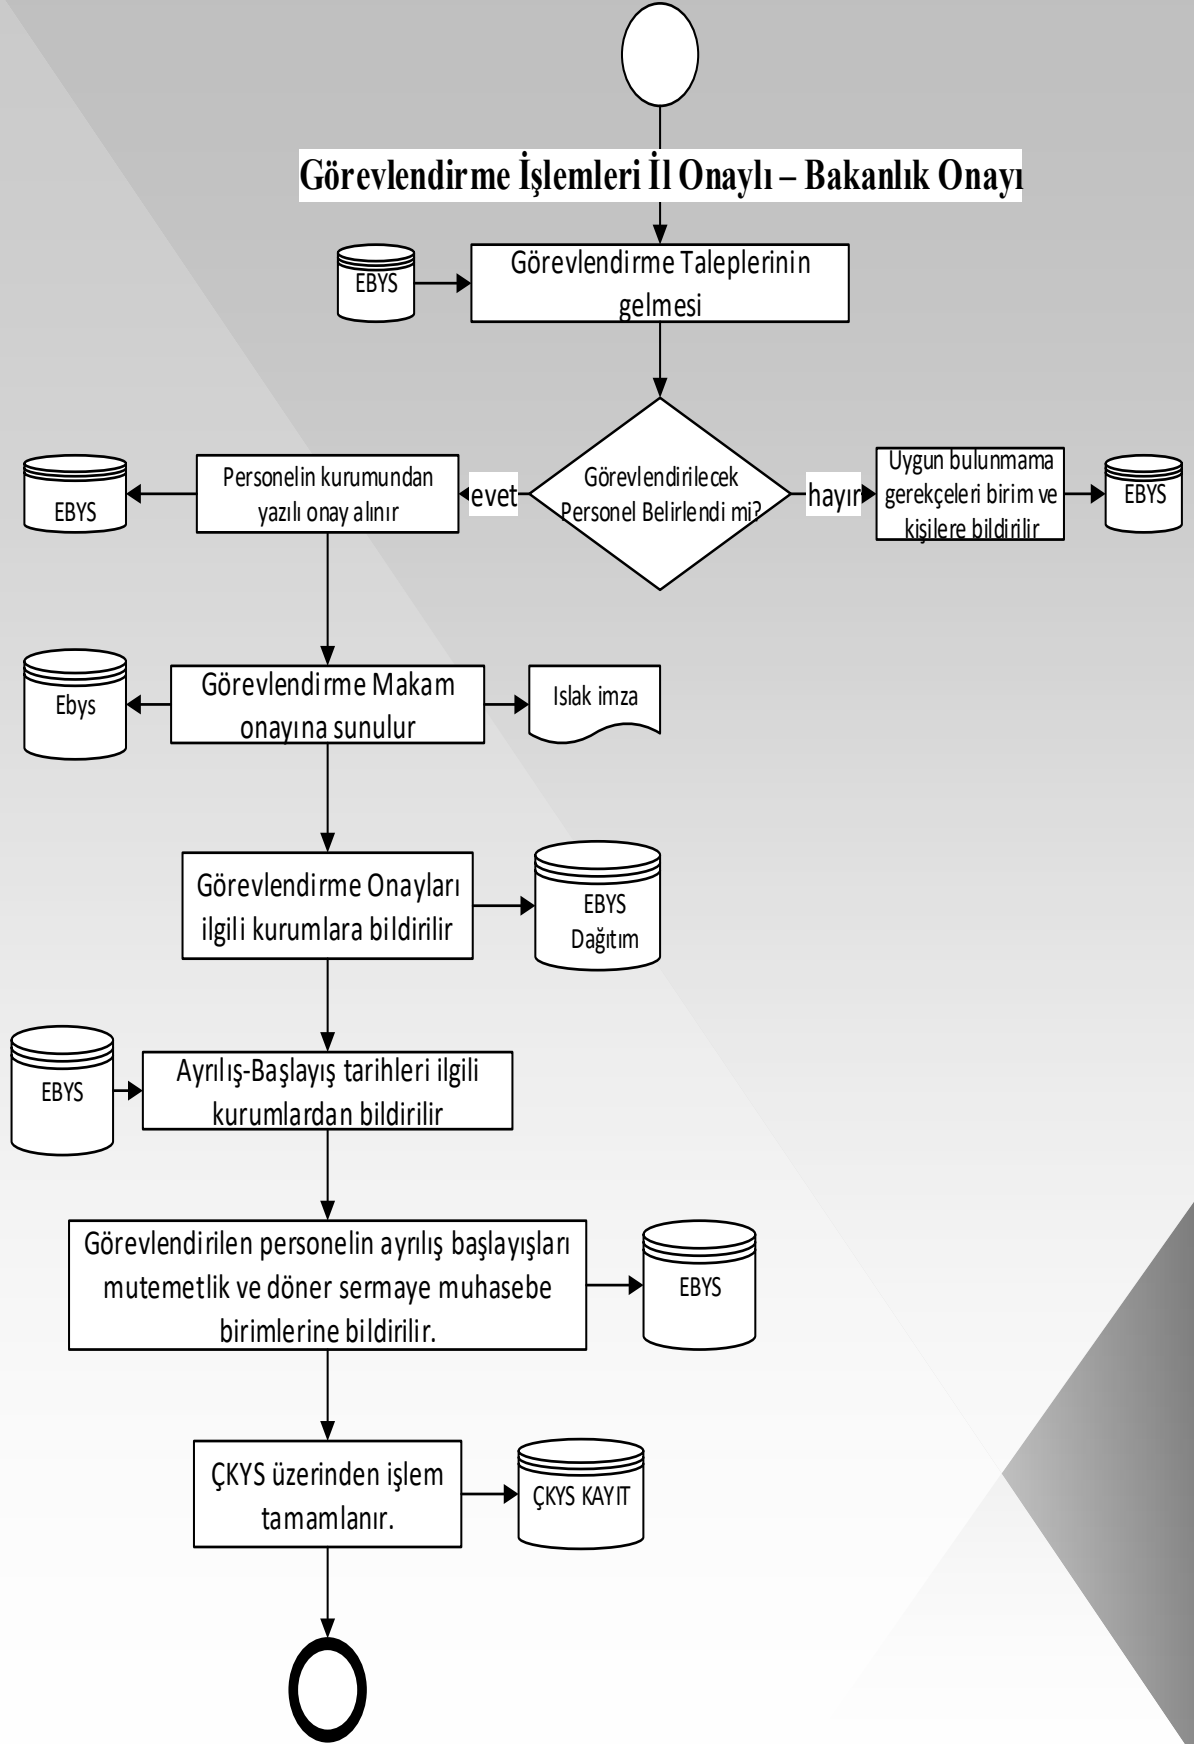 Görevlendirme İşlemleri İl Onaylı – Bakanlık Onayı
EBYS
Görevlendirme Taleplerinin
gelmesi
EBYS
Personelin kurumundan
yazılı onay alınır
evet
Görevlendirilecek
Personel Belirlendi mi?
hayır
Uygun bulunmama
gerekçeleri birim ve
kişilere bildirilir
EBYS
Ebys
Görevlendirme Makam
onayına sunulur
Islak imza
Görevlendirme Onayları
ilgili kurumlara bildirilir
EBYS
Dağıtım
EBYS
Ayrılış-Başlayış tarihleri ilgili
kurumlardan bildirilir
Görevlendirilen personelin ayrılış başlayışları
mutemetlik ve döner sermaye muhasebe
birimlerine bildirilir.
EBYS
ÇKYS üzerinden işlem
tamamlanır.
ÇKYS KAYIT